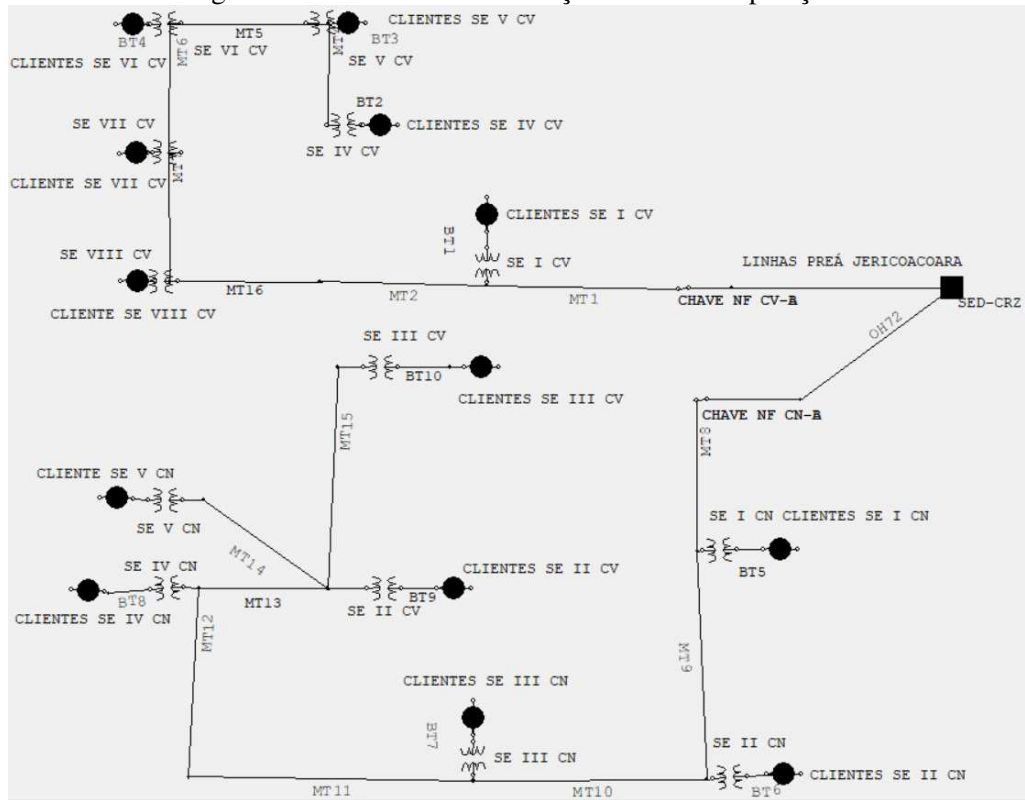 BT4
MT6
MT5
SE VI CV
CLIENTES SE VI CV
BT3
CLIENTES SE V CV
SE V CV
BT2
CLIENTES SE IV CV
SE IV CV
SE VII CV
CLIENTE SE VII CV
CLIENTES SE I CV
BT1
SE I CV
SE VIII CV
MT16
MT2
MT1
CLIENTE SE VIII CV
LINHAS PREÁ JERICOACOARA
CHAVE NF CV-A
SED-CRZ
OH72
SE III CV
BT10
CLIENTES SE III CV
CHAVE NF CN-A
MT8
MT15
CLIENTE SE V CN
SE V CN
MT14
SE I CN CLIENTES SE I CN
BT5
SE IV CN
BT8
CLIENTES SE IV CN
MT13
MT12
CLIENTES SE II CV
BT9
SE II CV
MT9
CLIENTES SE III CN
BT7
SE III CN
SE II CN
CLIENTES SE II CN
BT6
MT11
MT10